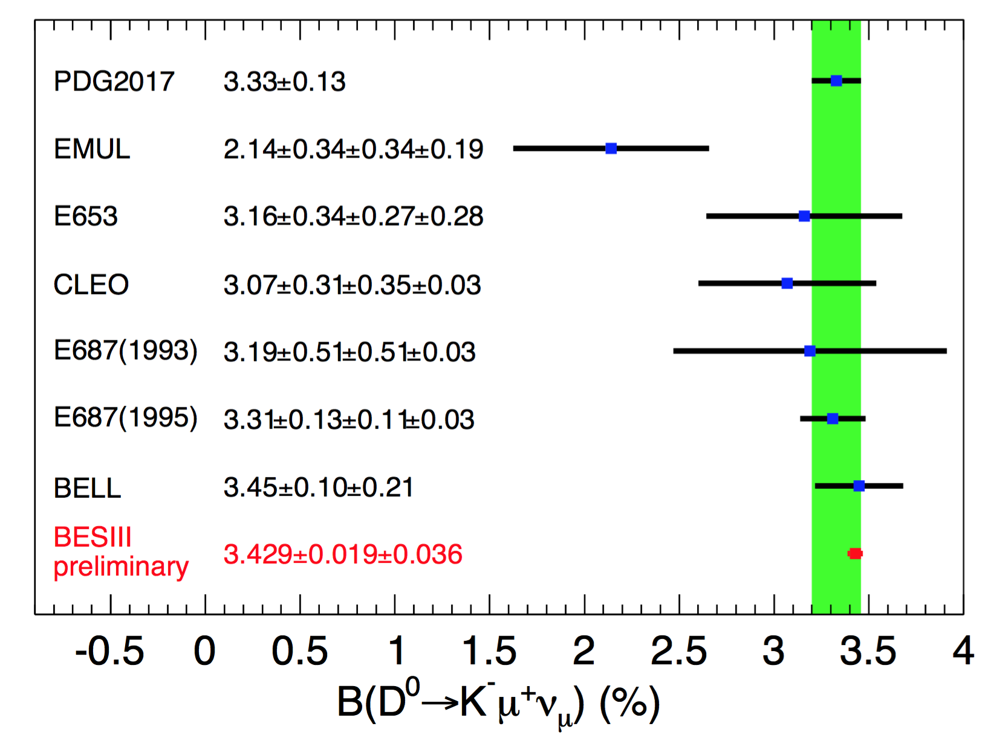 PDG2017 3.33±0.13
EMUL 2.14±0.34±0.34±0.19
E653 3.16±0.34±0.27±0.28
CLEO 3.07±0.31±0.35±0.03
E687(1993) 3.19±0.51±0.51±0.03
E687(1995) 3.31±0.13±0.11±0.03
BELL 3.45±0.10±0.21
BESIII
preliminary 3.429±0.019±0.036
-0.5 0 0.5 1 1.5 2 2.5 3 3.5 4
B(D⁰→K⁻μ⁺ν_μ) (%)